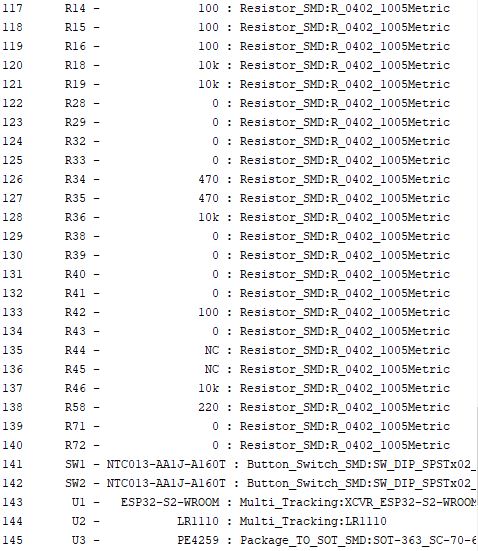 117 R14 - 100 : Resistor_SMD:R_0402_1005Metric
118 R15 - 100 : Resistor_SMD:R_0402_1005Metric
119 R16 - 100 : Resistor_SMD:R_0402_1005Metric
120 R18 - 10k : Resistor_SMD:R_0402_1005Metric
121 R19 - 10k : Resistor_SMD:R_0402_1005Metric
122 R28 - 0 : Resistor_SMD:R_0402_1005Metric
123 R29 - 0 : Resistor_SMD:R_0402_1005Metric
124 R32 - 0 : Resistor_SMD:R_0402_1005Metric
125 R33 - 0 : Resistor_SMD:R_0402_1005Metric
126 R34 - 470 : Resistor_SMD:R_0402_1005Metric
127 R35 - 470 : Resistor_SMD:R_0402_1005Metric
128 R36 - 10k : Resistor_SMD:R_0402_1005Metric
129 R38 - 0 : Resistor_SMD:R_0402_1005Metric
130 R39 - 0 : Resistor_SMD:R_0402_1005Metric
131 R40 - 0 : Resistor_SMD:R_0402_1005Metric
132 R41 - 0 : Resistor_SMD:R_0402_1005Metric
133 R42 - 100 : Resistor_SMD:R_0402_1005Metric
134 R43 - 0 : Resistor_SMD:R_0402_1005Metric
135 R44 - NC : Resistor_SMD:R_0402_1005Metric
136 R45 - NC : Resistor_SMD:R_0402_1005Metric
137 R46 - 10k : Resistor_SMD:R_0402_1005Metric
138 R58 - 220 : Resistor_SMD:R_0402_1005Metric
139 R71 - 0 : Resistor_SMD:R_0402_1005Metric
140 R72 - 0 : Resistor_SMD:R_0402_1005Metric
141 SW1 - NTC013-AA1J-A160T : Button_Switch_SMD:SW_DIP_SPSTx02_
142 SW2 - NTC013-AA1J-A160T : Button_Switch_SMD:SW_DIP_SPSTx02_
143 U1 - ESP32-S2-WROOM : Multi_Tracking:XCVR_ESP32-S2-WROOM
144 U2 - LR1110 : Multi_Tracking:LR1110
145 U3 - PE4259 : Package_TO_SOT_SMD:SOT-363_SC-70-6